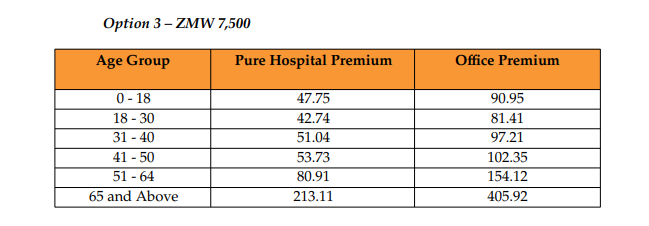 Option 3 – ZMW 7,500
Age Group Pure Hospital Premium Office Premium
0 - 18 47.75 90.95
18 - 30 42.74 81.41
31 - 40 51.04 97.21
41 - 50 53.73 102.35
51 - 64 80.91 154.12
65 and Above 213.11 405.92